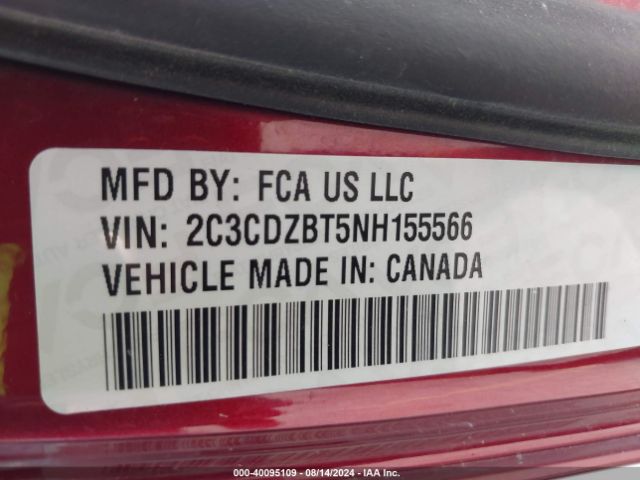 MFD BY: FCA US LLC
VIN: 2C3CDZBT5NH155566
VEHICLE MADE IN: CANADA
000-40095109 - 08/14/2024 - IAA Inc.